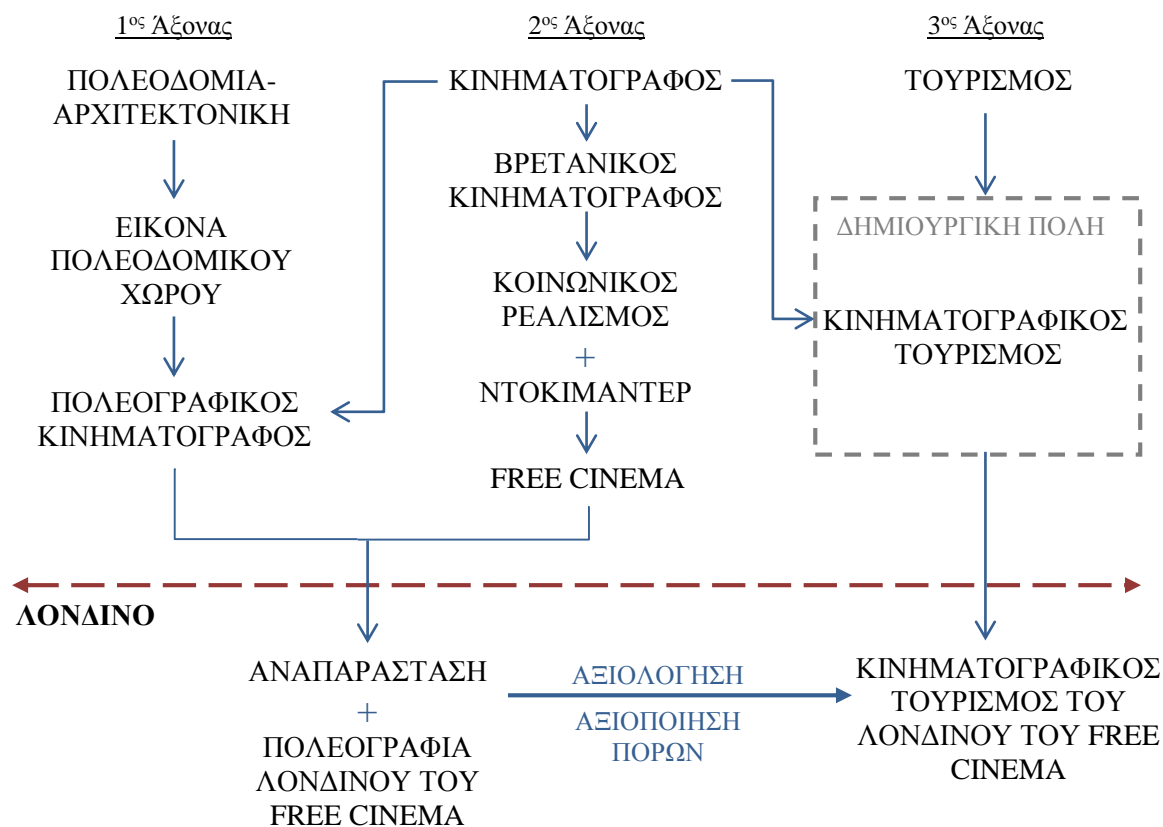 1ος Άξονας
ΠΟΛΕΟΔΟΜΙΑ-
ΑΡΧΙΤΕΚΤΟΝΙΚΗ
ΕΙΚΟΝΑ
ΠΟΛΕΟΔΟΜΙΚΟΥ
ΧΩΡΟΥ
ΠΟΛΕΟΓΡΑΦΙΚΟΣ
ΚΙΝΗΜΑΤΟΓΡΑΦΟΣ
2ος Άξονας
ΚΙΝΗΜΑΤΟΓΡΑΦΟΣ
ΒΡΕΤΑΝΙΚΟΣ
ΚΙΝΗΜΑΤΟΓΡΑΦΟΣ
ΚΟΙΝΩΝΙΚΟΣ
ΡΕΑΛΙΣΜΟΣ
+
ΝΤΟΚΙΜΑΝΤΕΡ
FREE CINEMA
3ος Άξονας
ΤΟΥΡΙΣΜΟΣ
ΔΗΜΙΟΥΡΓΙΚΗ ΠΟΛΗ
ΚΙΝΗΜΑΤΟΓΡΑΦΙΚΟΣ
ΤΟΥΡΙΣΜΟΣ
ΛΟΝΔΙΝΟ
ΑΝΑΠΑΡΑΣΤΑΣΗ
+
ΠΟΛΕΟΓΡΑΦΙΑ
ΛΟΝΔΙΝΟΥ ΤΟΥ
FREE CINEMA
ΑΞΙΟΛΟΓΗΣΗ
ΑΞΙΟΠΟΙΗΣΗ
ΠΟΡΩΝ
ΚΙΝΗΜΑΤΟΓΡΑΦΙΚΟΣ
ΤΟΥΡΙΣΜΟΣ ΤΟΥ
ΛΟΝΔΙΝΟΥ ΤΟΥ FREE
CINEMA